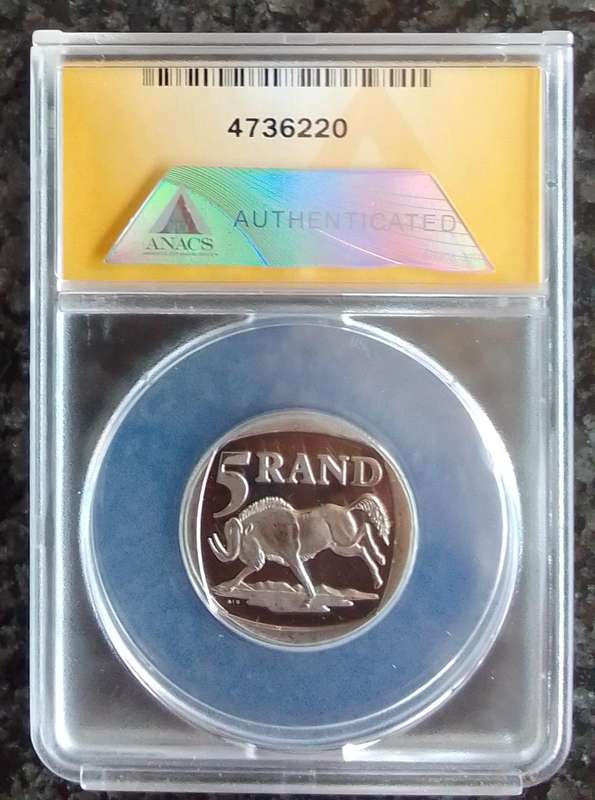 4736220
AUTHENTICATED
ANACS
5 RAND